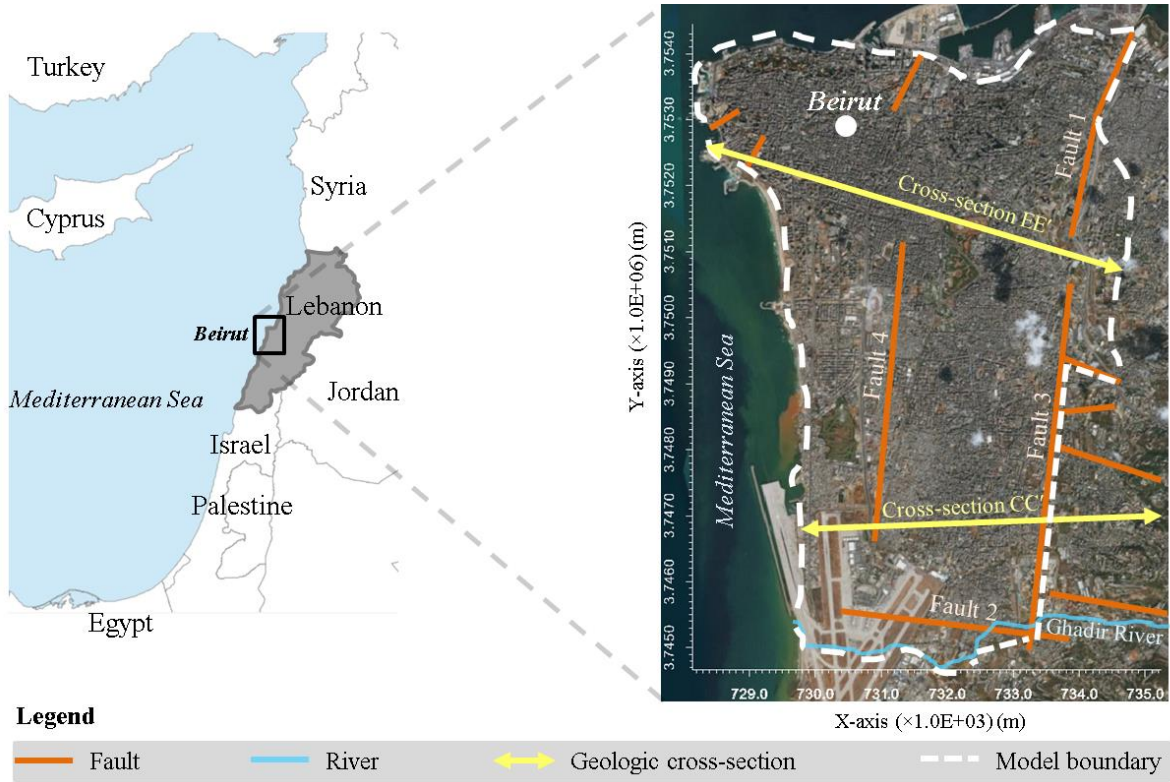 Turkey
Syria
Cyprus
Lebanon
Beirut
Jordan
Mediterranean Sea
Israel
Palestine
Egypt
Y-axis (×1.0E+06) (m)
3.7540
3.7530
3.7520
3.7510
3.7500
3.7490
3.7480
3.7470
3.7460
3.7450
Beirut
Fault 1
Cross-section EE'
Fault 4
Fault 3
Mediterranean Sea
Cross-section CC'
Fault 2
Ghadir River
729.0 730.0 731.0 732.0 733.0 734.0 735.0
X-axis (×1.0E+03) (m)
Legend
Fault
River
Geologic cross-section
Model boundary